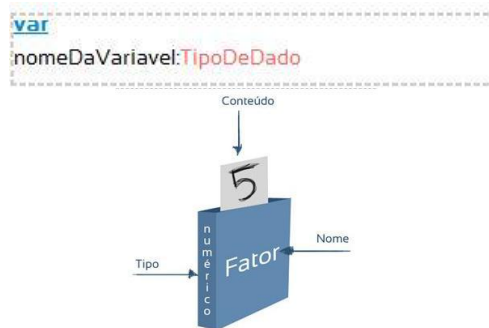 var
nomeDaVariavel:TipoDeDado
Conteúdo
5
numérico
Fator
Nome
Tipo